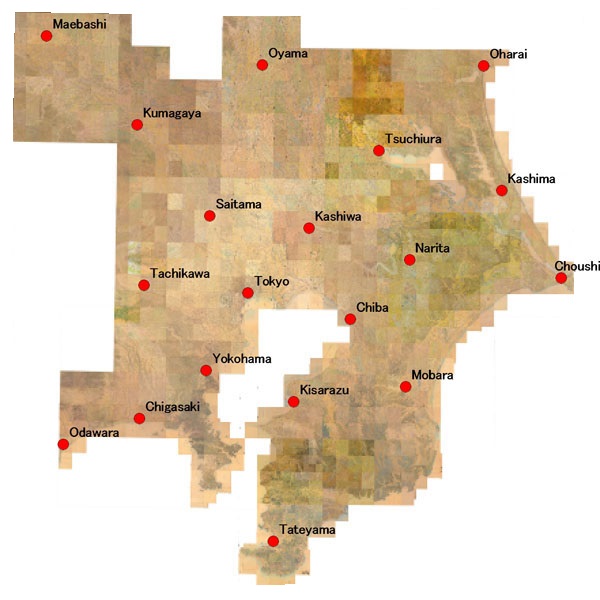 Maebashi
Oyama
Oharai
Kumagaya
Tsuchiura
Kashima
Saitama
Kashiwa
Narita
Choushi
Tachikawa
Tokyo
Chiba
Yokohama
Mobara
Kisarazu
Chigasaki
Odawara
Tateyama